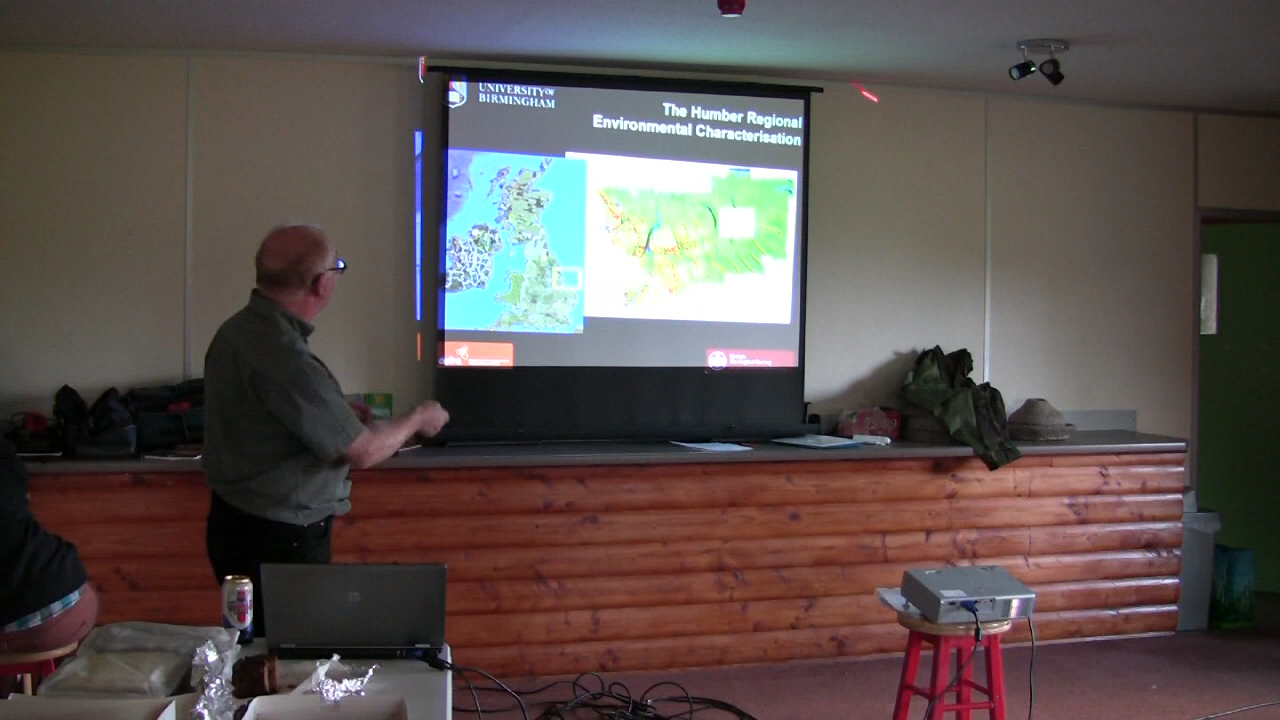 UNIVERSITY OF
BIRMINGHAM
The Humber Regional
Environmental Characterisation